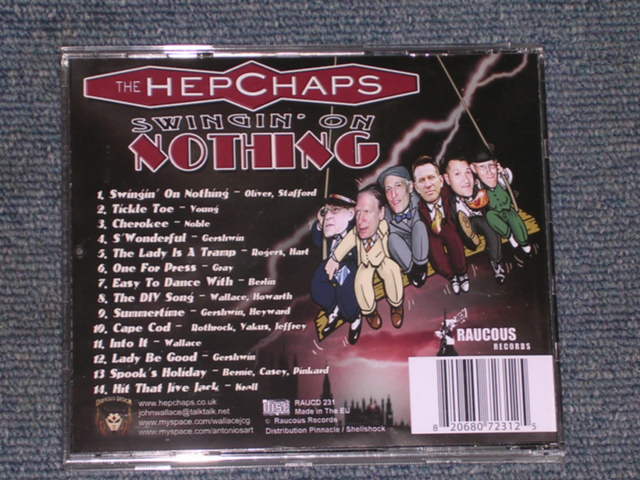 THE HEPCHAPS
SWINGIN' ON
NOTHING
1. Swingin' On Nothing - Oliver, Stafford
2. Tickle Toe - Young
3. Cherokee - Noble
4. S'Wonderful - Gershwin
5. The Lady Is A Tramp - Rogers, Hart
6. One For Press - Gray
7. Easy To Dance With - Berlin
8. The DIY Song - Wallace, Howarth
9. Summertime - Gershwin, Heyward
10. Cape Cod - Rothrock, Yakus, Jeffrey
11. Into It - Wallace
12. Lady Be Good - Gershwin
13 Spook's Holiday - Bernie, Casey, Pinkard
14. Hit That Jive Jack - Kroll
RAUCOUS
RECORDS
www.hepchaps.co.uk
johnwallace@talktalk.net
www.myspace.com/wallacejcg
www.myspace.com/antoniosart
RAUCD 231
Made in The EU
© Raucous Records
Distribution Pinnacle / Shellshock
8 20680 72312 5